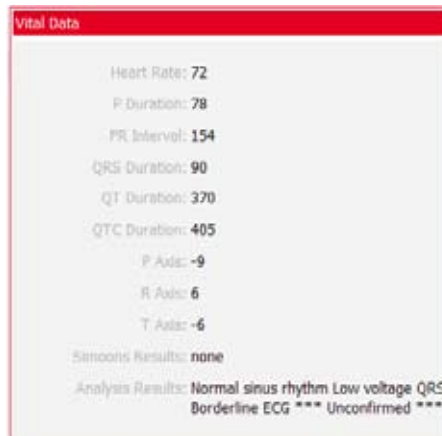 Vital Data
Heart Rate: 72
P Duration: 78
PR Interval: 154
QRS Duration: 90
QT Duration: 370
QTC Duration: 405
P Axis: -9
R Axis: 6
T Axis: -6
Simoons Results: none
Analysis Results: Normal sinus rhythm Low voltage QRS
Borderline ECG *** Unconfirmed ***